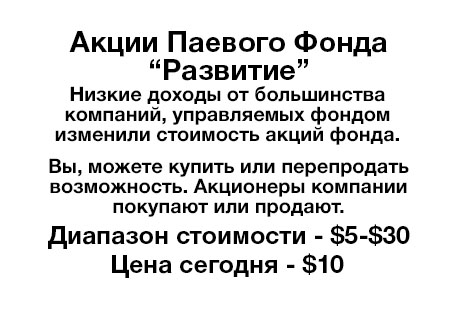 Акции Паевого Фонда
“Развитие”
Низкие доходы от большинства
компаний, управляемых фондом
изменили стоимость акций фонда.
Вы, можете купить или перепродать
возможность. Акционеры компании
покупают или продают.
Диапазон стоимости - $5-$30
Цена сегодня - $10